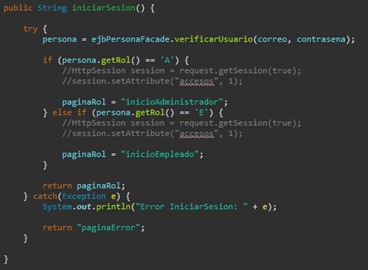 public String iniciarSesion() {
try {
persona = ejbPersonaFacade.verificarUsuario(correo, contrasena);
if (persona.getRol() == 'A') {
//HttpSession session = request.getSession(true);
//session.setAttribute("accesos", 1);
paginaRol = "inicioAdministrador";
} else if (persona.getRol() == 'E') {
//HttpSession session = request.getSession(true);
//session.setAttribute("accesos", 1);
paginaRol = "inicioEmpleado";
}
return paginaRol;
} catch(Exception e) {
System.out.println("Error IniciarSesion: " + e);
return "paginaError";
}
}